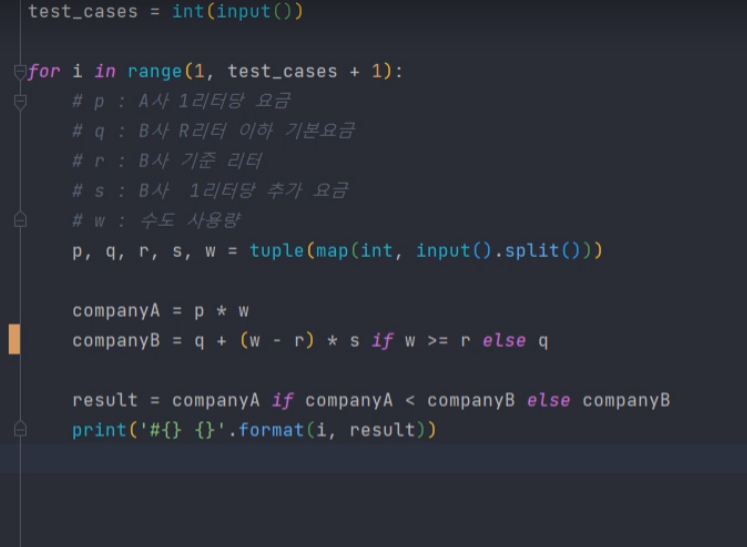 test_cases = int(input())
for i in range(1, test_cases + 1):
# p : A사 1리터당 요금
# q : B사 R리터 이하 기본요금
# r : B사 기준 리터
# s : B사  1리터당 추가 요금
# w : 수도 사용량
p, q, r, s, w = tuple(map(int, input().split()))
companyA = p * w
companyB = q + (w - r) * s if w >= r else q
result = companyA if companyA < companyB else companyB
print('#{} {}'.format(i, result))